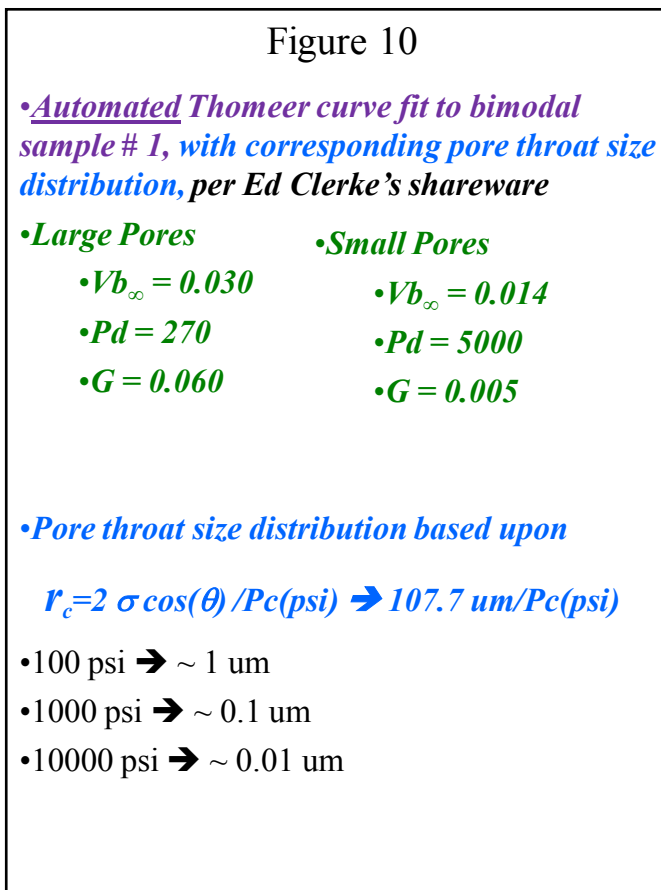 Figure 10
•Automated Thomeer curve fit to bimodal
sample # 1, with corresponding pore throat size
distribution, per Ed Clerke's shareware
•Large Pores
•Vb∞ = 0.030
•Pd = 270
•G = 0.060
•Small Pores
•Vb∞ = 0.014
•Pd = 5000
•G = 0.005
•Pore throat size distribution based upon
rc=2 σ cos(θ) /Pc(psi) ➔ 107.7 um/Pc(psi)
•100 psi ➔ ~ 1 um
•1000 psi ➔ ~ 0.1 um
•10000 psi ➔ ~ 0.01 um